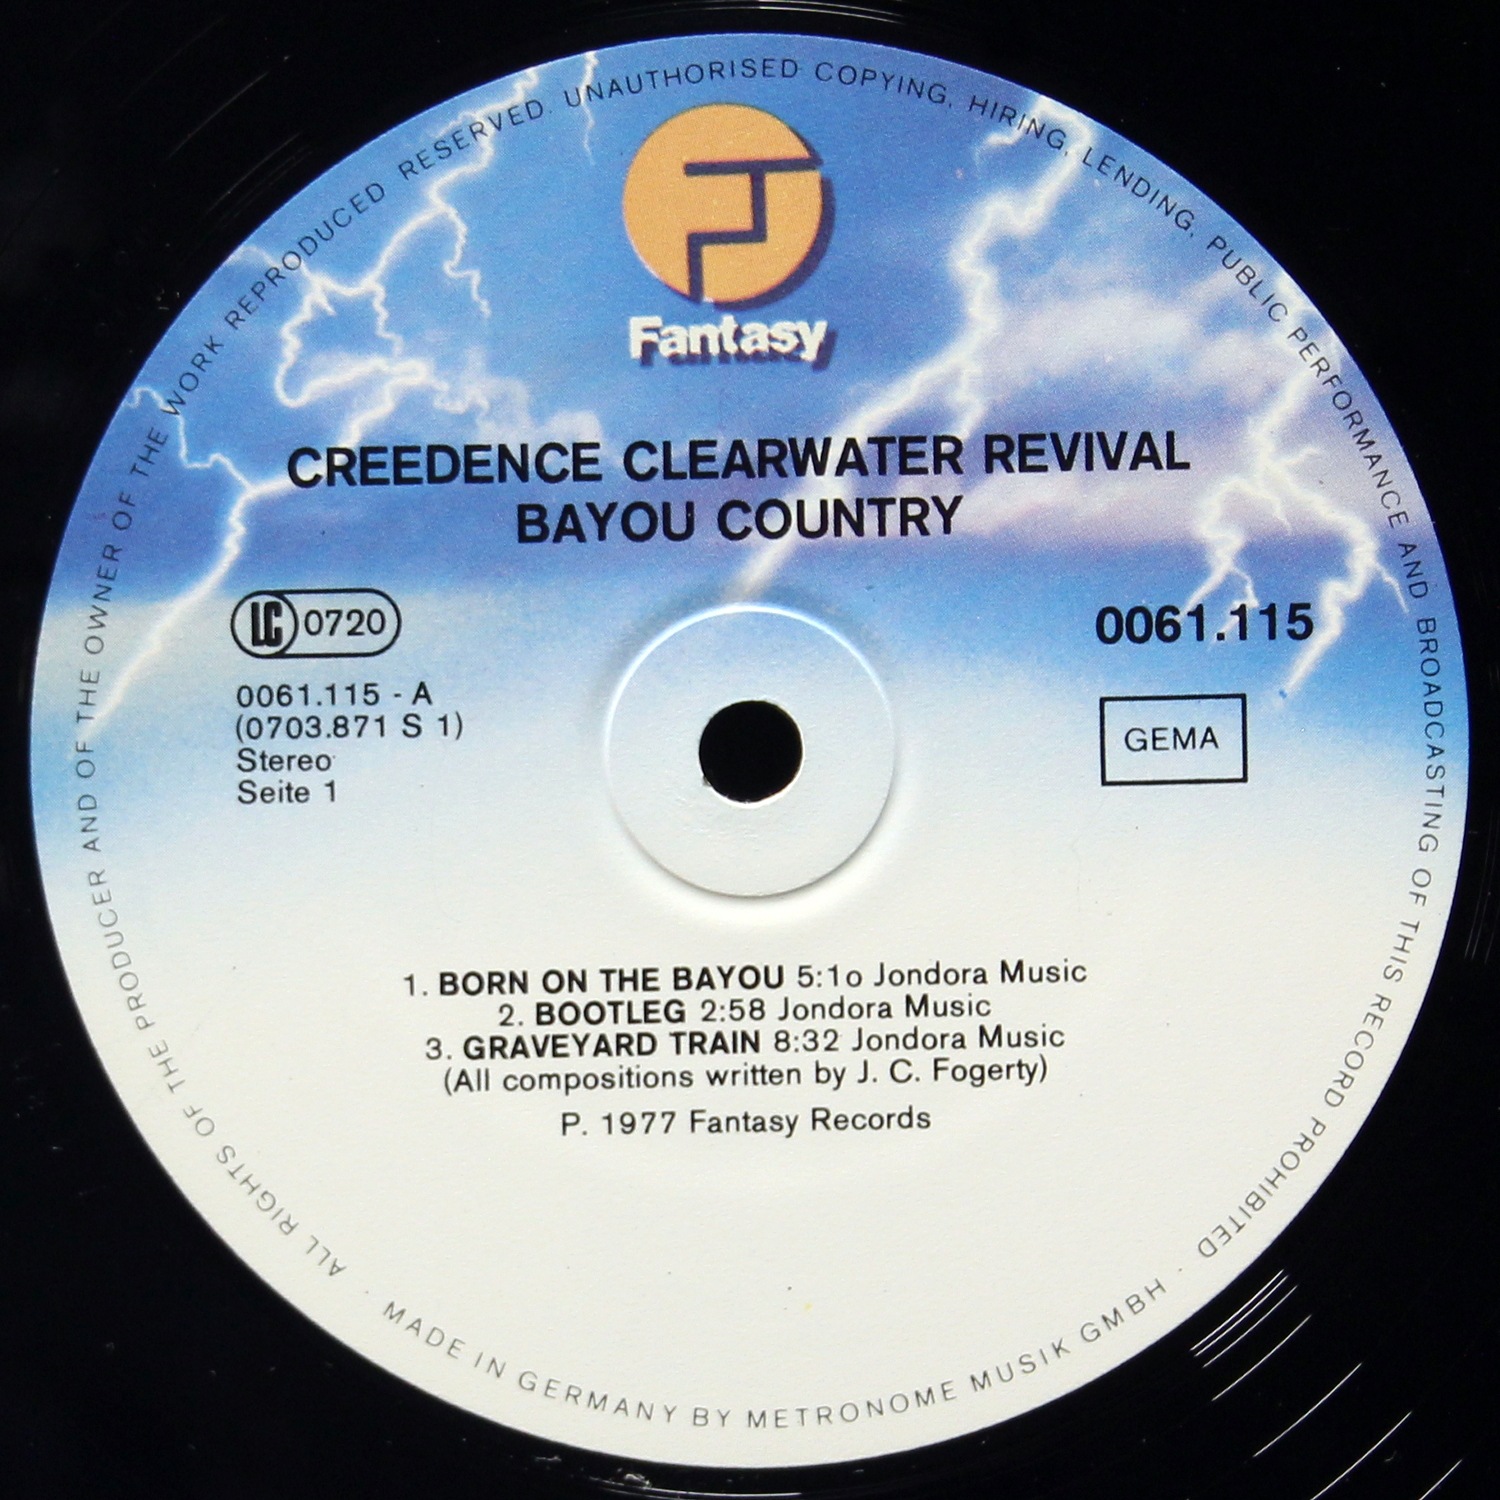 Fantasy
CREEDENCE CLEARWATER REVIVAL
BAYOU COUNTRY
LC 0720
0061.115
0061.115 - A
(0703.871 S 1)
Stereo
Seite 1
GEMA
1. BORN ON THE BAYOU 5:1o Jondora Music
2. BOOTLEG 2:58 Jondora Music
3. GRAVEYARD TRAIN 8:32 Jondora Music
(All compositions written by J. C. Fogerty)
P. 1977 Fantasy Records
ALL RIGHTS OF THE PRODUCER AND OF THE OWNER OF THE WORK REPRODUCED RESERVED. UNAUTHORISED COPYING, HIRING, LENDING, PUBLIC PERFORMANCE AND BROADCASTING OF THIS RECORD PROHIBITED ·
MADE IN GERMANY BY METRONOME MUSIK GMBH ·